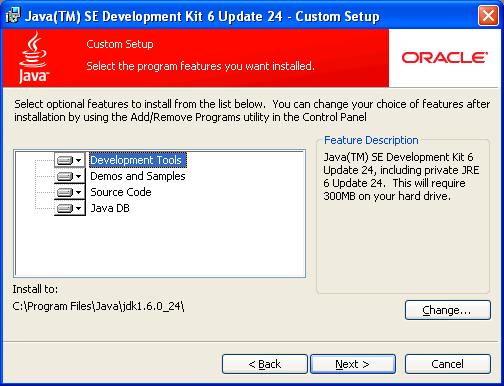 Java(TM) SE Development Kit 6 Update 24 - Custom Setup
Java
Custom Setup
Select the program features you want installed.
ORACLE
Select optional features to install from the list below. You can change your choice of features after
installation by using the Add/Remove Programs utility in the Control Panel
Development Tools
Demos and Samples
Source Code
Java DB
Feature Description
Java(TM) SE Development Kit 6
Update 24, including private JRE
6 Update 24. This will require
300MB on your hard drive.
Install to:
C:\Program Files\Java\jdk1.6.0_24\
Change...
< Back
Next >
Cancel